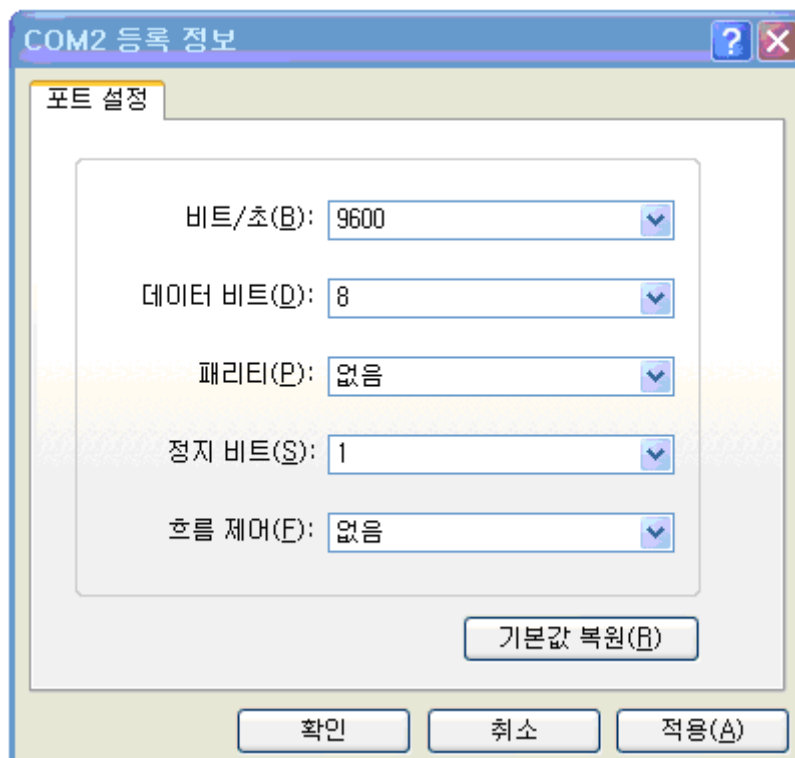 COM2 등록 정보
포트 설정
비트/초(B): 9600
데이터 비트(D): 8
패리티(P): 없음
정지 비트(S): 1
흐름 제어(F): 없음
기본값 복원(R)
확인 취소 적용(A)